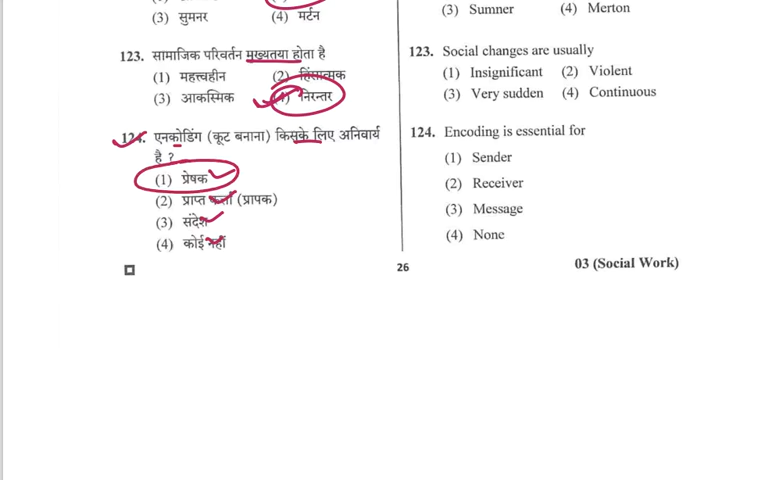 (3) सुमनर (4) मर्टन
123. सामाजिक परिवर्तन मुख्यतया होता है
(1) महत्त्वहीन (2) हिंसात्मक
(3) आकस्मिक (4) निरन्तर
124. एनकोडिंग (कूट बनाना) किसके लिए अनिवार्य
है ?
(1) प्रेषक
(2) प्राप्त कर्ता (प्रापक)
(3) संदेश
(4) कोई नहीं
(3) Sumner (4) Merton
123. Social changes are usually
(1) Insignificant (2) Violent
(3) Very sudden (4) Continuous
124. Encoding is essential for
(1) Sender
(2) Receiver
(3) Message
(4) None
26
03 (Social Work)